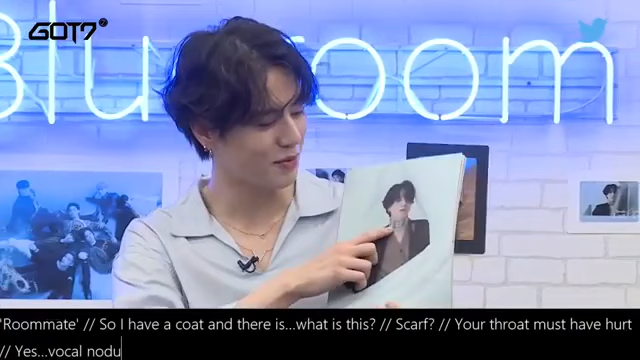 GOT7
Blueroom
'Roommate' // So I have a coat and there is...what is this? // Scarf? // Your throat must have hurt
// Yes...vocal nodu